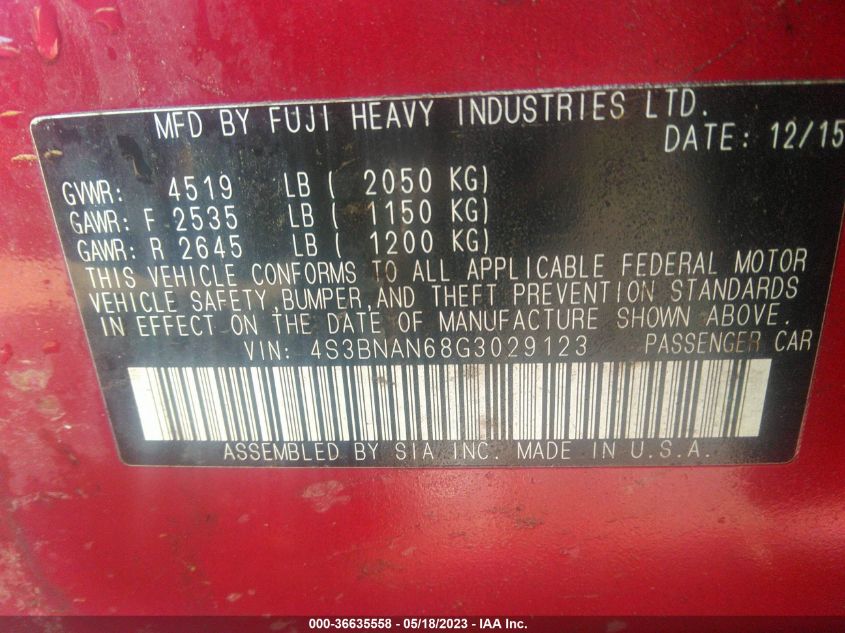 MFD BY FUJI HEAVY INDUSTRIES LTD.
DATE: 12/15
GVWR: 4519 LB ( 2050 KG)
GAWR: F 2535 LB ( 1150 KG)
GAWR: R 2645 LB ( 1200 KG)
THIS VEHICLE CONFORMS TO ALL APPLICABLE FEDERAL MOTOR
VEHICLE SAFETY, BUMPER, AND THEFT PREVENTION STANDARDS
IN EFFECT ON THE DATE OF MANUFACTURE SHOWN ABOVE.
VIN: 4S3BNAN68G3029123 PASSENGER CAR
ASSEMBLED BY SIA INC. MADE IN U.S.A.
000-36635558 - 05/18/2023 - IAA Inc.